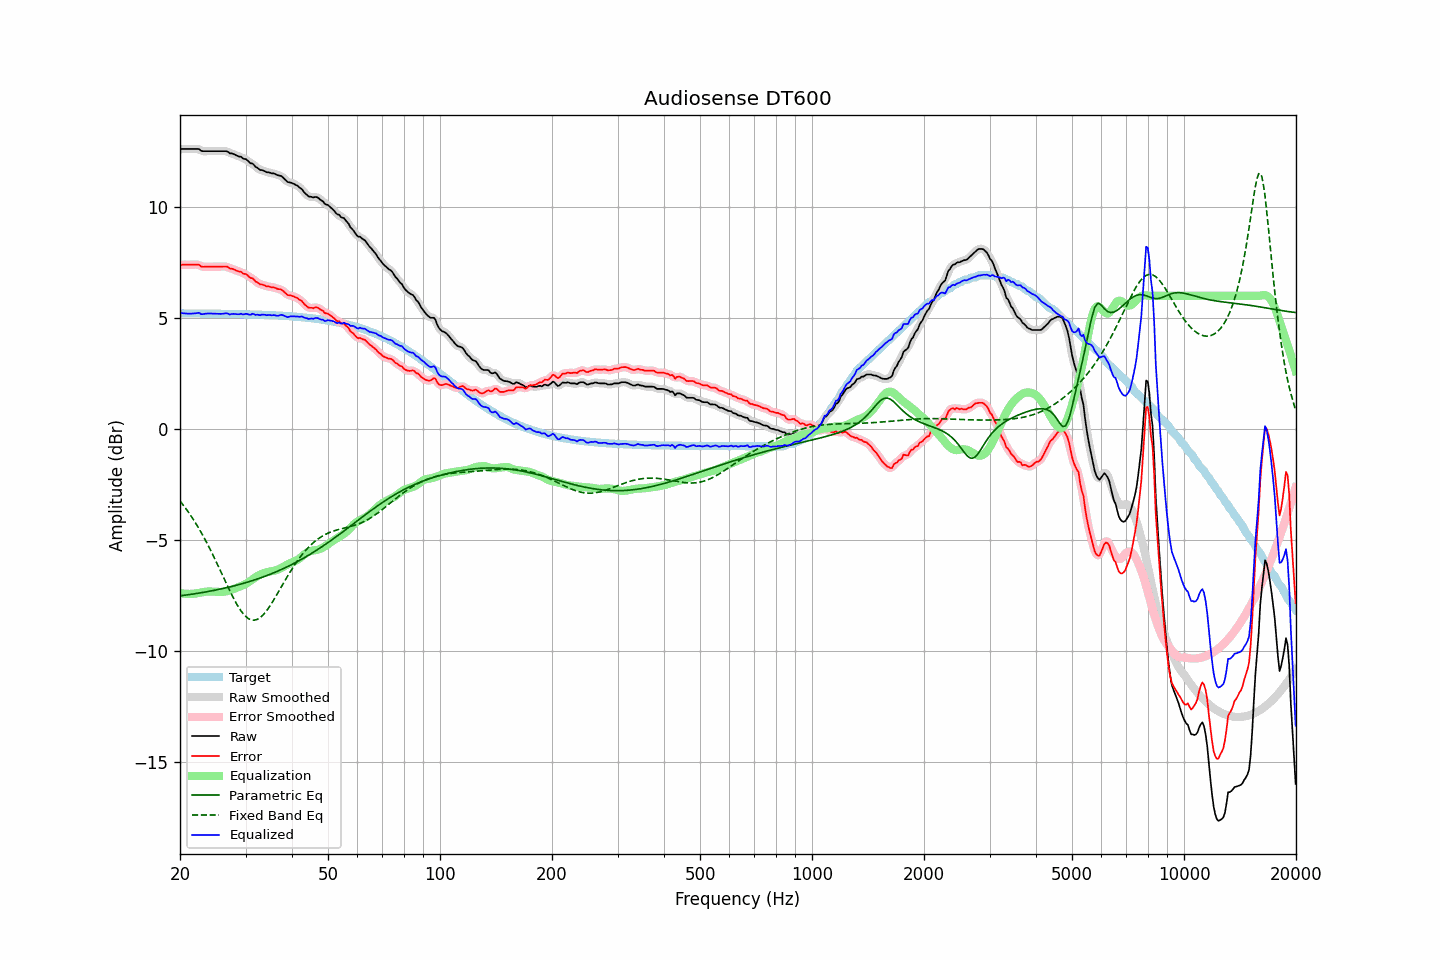 Audiosense DT600
Amplitude (dBr)
10
5
0
−5
−10
−15
Target
Raw Smoothed
Error Smoothed
Raw
Error
Equalization
Parametric Eq
Fixed Band Eq
Equalized
20 50 100 200 500 1000 2000 5000 10000 20000
Frequency (Hz)